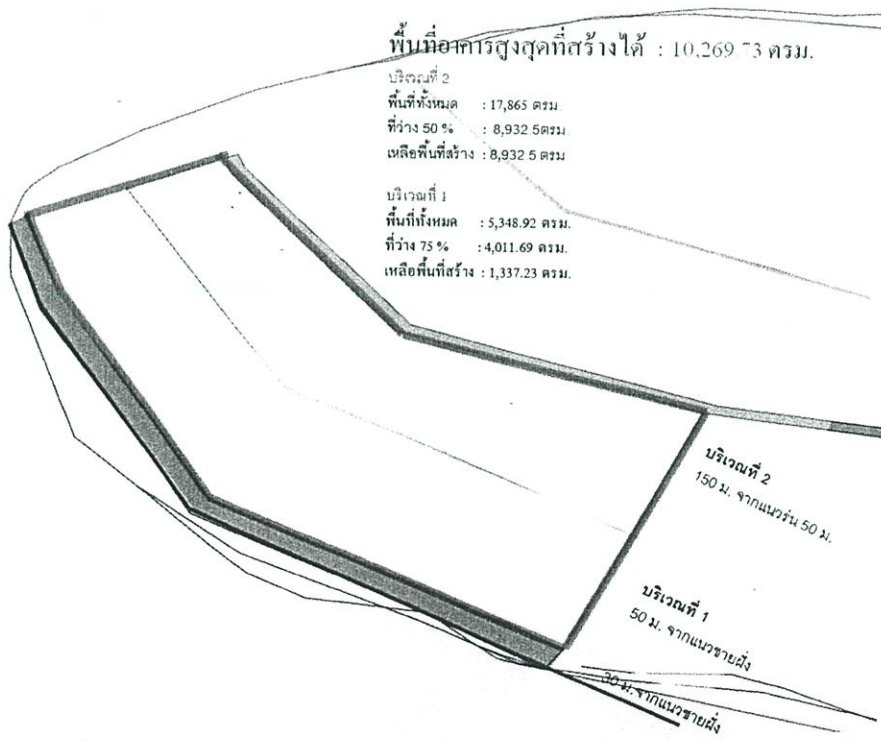 พื้นที่อาคารสูงสุดที่สร้างได้ : 10,269.73 ตรม.
บริเวณที่ 2
พื้นที่ทั้งหมด : 17,865 ตรม.
ที่ว่าง 50 % : 8,932.5ตรม.
เหลือพื้นที่สร้าง : 8,932.5 ตรม
บริเวณที่ 1
พื้นที่ทั้งหมด : 5,348.92 ตรม.
ที่ว่าง 75 % : 4,011.69 ตรม.
เหลือพื้นที่สร้าง : 1,337.23 ตรม.
บริเวณที่ 2
150 ม. จากแนวร่น 50 ม.
บริเวณที่ 1
50 ม. จากแนวชายฝั่ง
30 ม.จากแนวชายฝั่ง